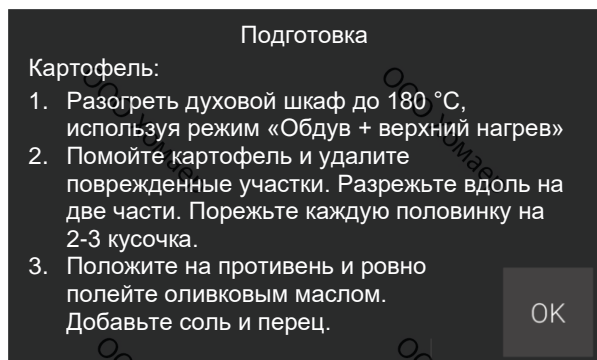 Подготовка
Картофель:
1. Разогреть духовой шкаф до 180 °C,
используя режим «Обдув + верхний нагрев»
2. Помойте картофель и удалите
поврежденные участки. Разрежьте вдоль на
две части. Порежьте каждую половинку на
2-3 кусочка.
3. Положите на противень и ровно
полейте оливковым маслом.
Добавьте соль и перец.
OK